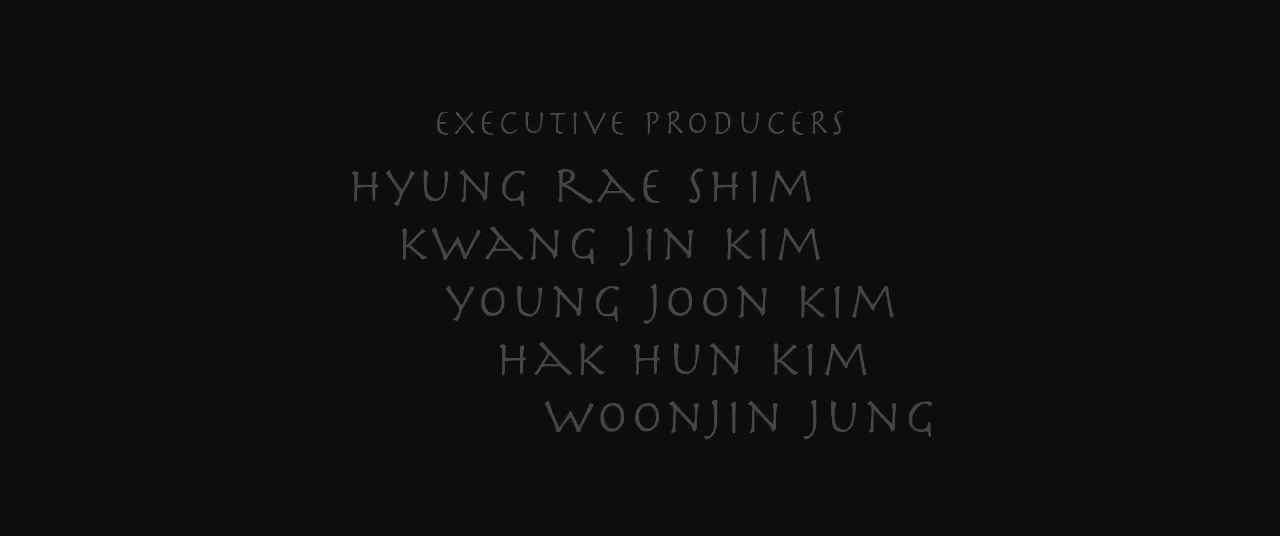 EXECUTIVE PRODUCERS
HYUNG RAE SHIM
KWANG JIN KIM
YOUNG JOON KIM
HAK HUN KIM
WOONJIN JUNG